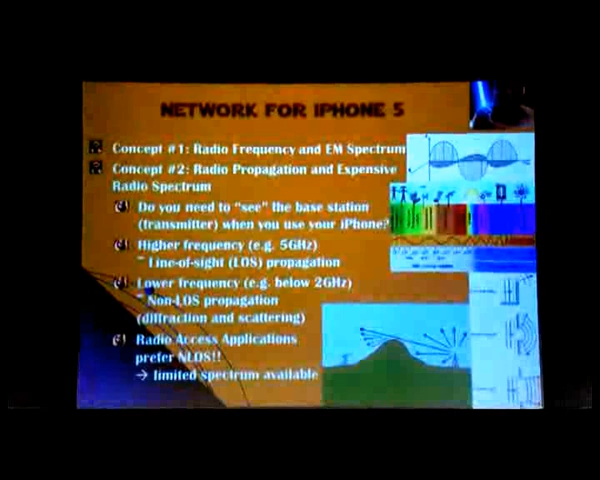 NETWORK FOR IPHONE 5
Concept #1: Radio Frequency and EM Spectrum
Concept #2: Radio Propagation and Expensive
Radio Spectrum
Do you need to "see" the base station
(transmitter) when you use your iPhone?
Higher frequency (e.g. 5GHz)
Line-of-sight (LOS) propagation
Lower frequency (e.g. below 2GHz)
Non-LOS propagation
(diffraction and scattering)
Radio Access Applications
prefer NLOS!!
→ limited spectrum available